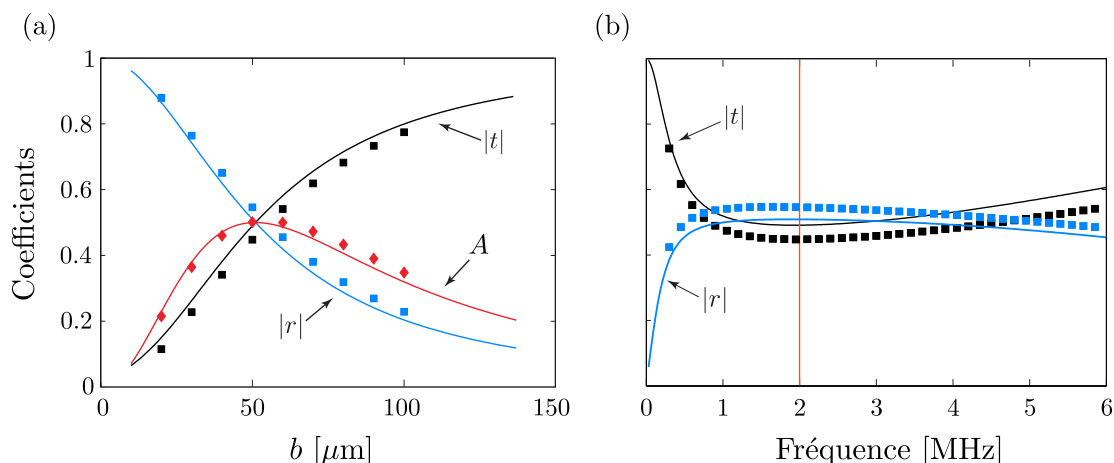 (a)
(b)
1
0.8
0.6
0.4
0.2
0
Coefficients
|t|
A
|r|
0
50
100
150
b [μm]
|t|
|r|
0
1
2
3
4
5
6
Fréquence [MHz]